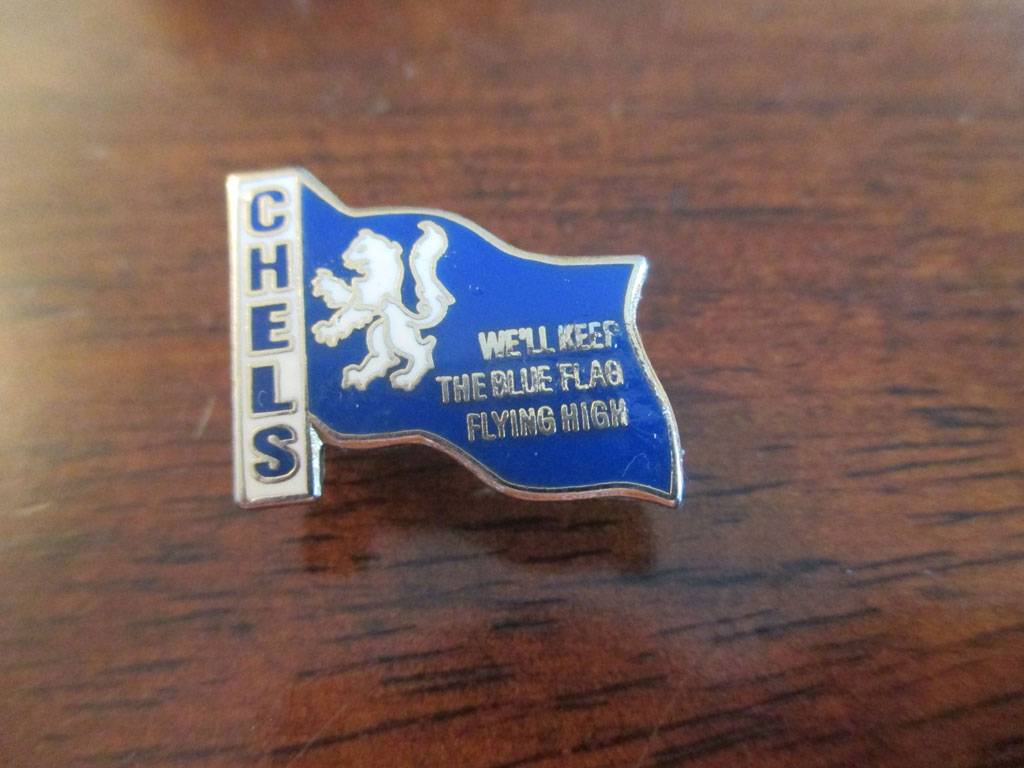 CHELS
WE'LL KEEP
THE BLUE FLAG
FLYING HIGH